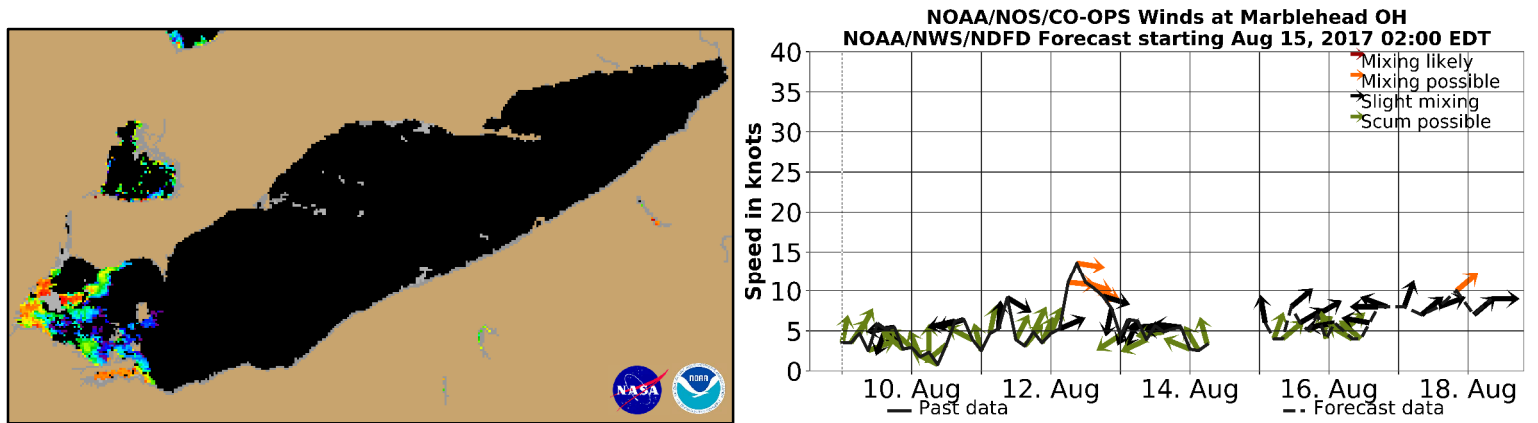 NOAA/NOS/CO-OPS Winds at Marblehead OH
NOAA/NWS/NDFD Forecast starting Aug 15, 2017 02:00 EDT
Speed in knots
40
35
30
25
20
15
10
5
0
Mixing likely
Mixing possible
Slight mixing
Scum possible
10. Aug
12. Aug
14. Aug
16. Aug
18. Aug
Past data
Forecast data
NASA
NOAA